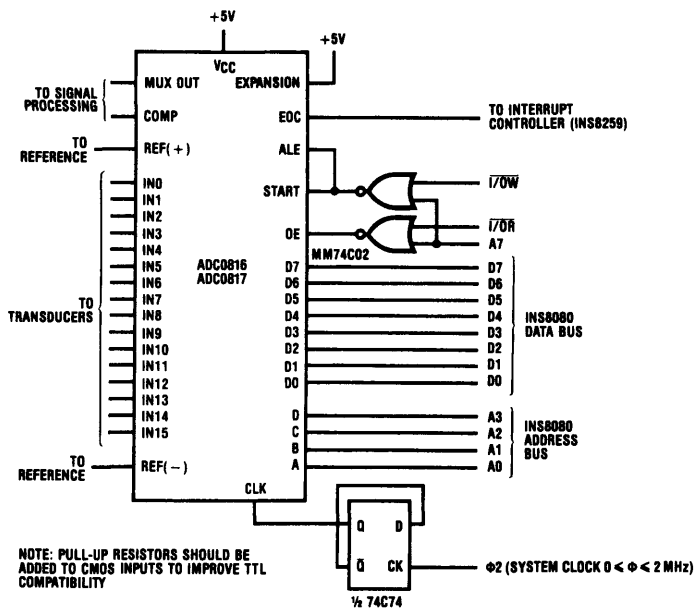 +5V
+5V
VCC
MUX OUT
EXPANSION
TO SIGNAL
PROCESSING
COMP
EOC
TO INTERRUPT
CONTROLLER (INS8259)
TO
REFERENCE
REF(+)
ALE
START
I/OW
IN0
IN1
IN2
IN3
IN4
IN5
IN6
IN7
IN8
IN9
IN10
IN11
IN12
IN13
IN14
IN15
TO
TRANSDUCERS
ADC0816
ADC0817
OE
I/OR
A7
MM74C02
D7
D6
D5
D4
D3
D2
D1
D0
D7
D6
D5
D4
D3
D2
D1
D0
INS8080
DATA BUS
D
C
B
A
A3
A2
A1
A0
INS8080
ADDRESS
BUS
TO
REFERENCE
REF(−)
CLK
Q
D
Q̅
CK
Φ2 (SYSTEM CLOCK 0 ≤ Φ ≤ 2 MHz)
½ 74C74
NOTE: PULL-UP RESISTORS SHOULD BE
ADDED TO CMOS INPUTS TO IMPROVE TTL
COMPATIBILITY